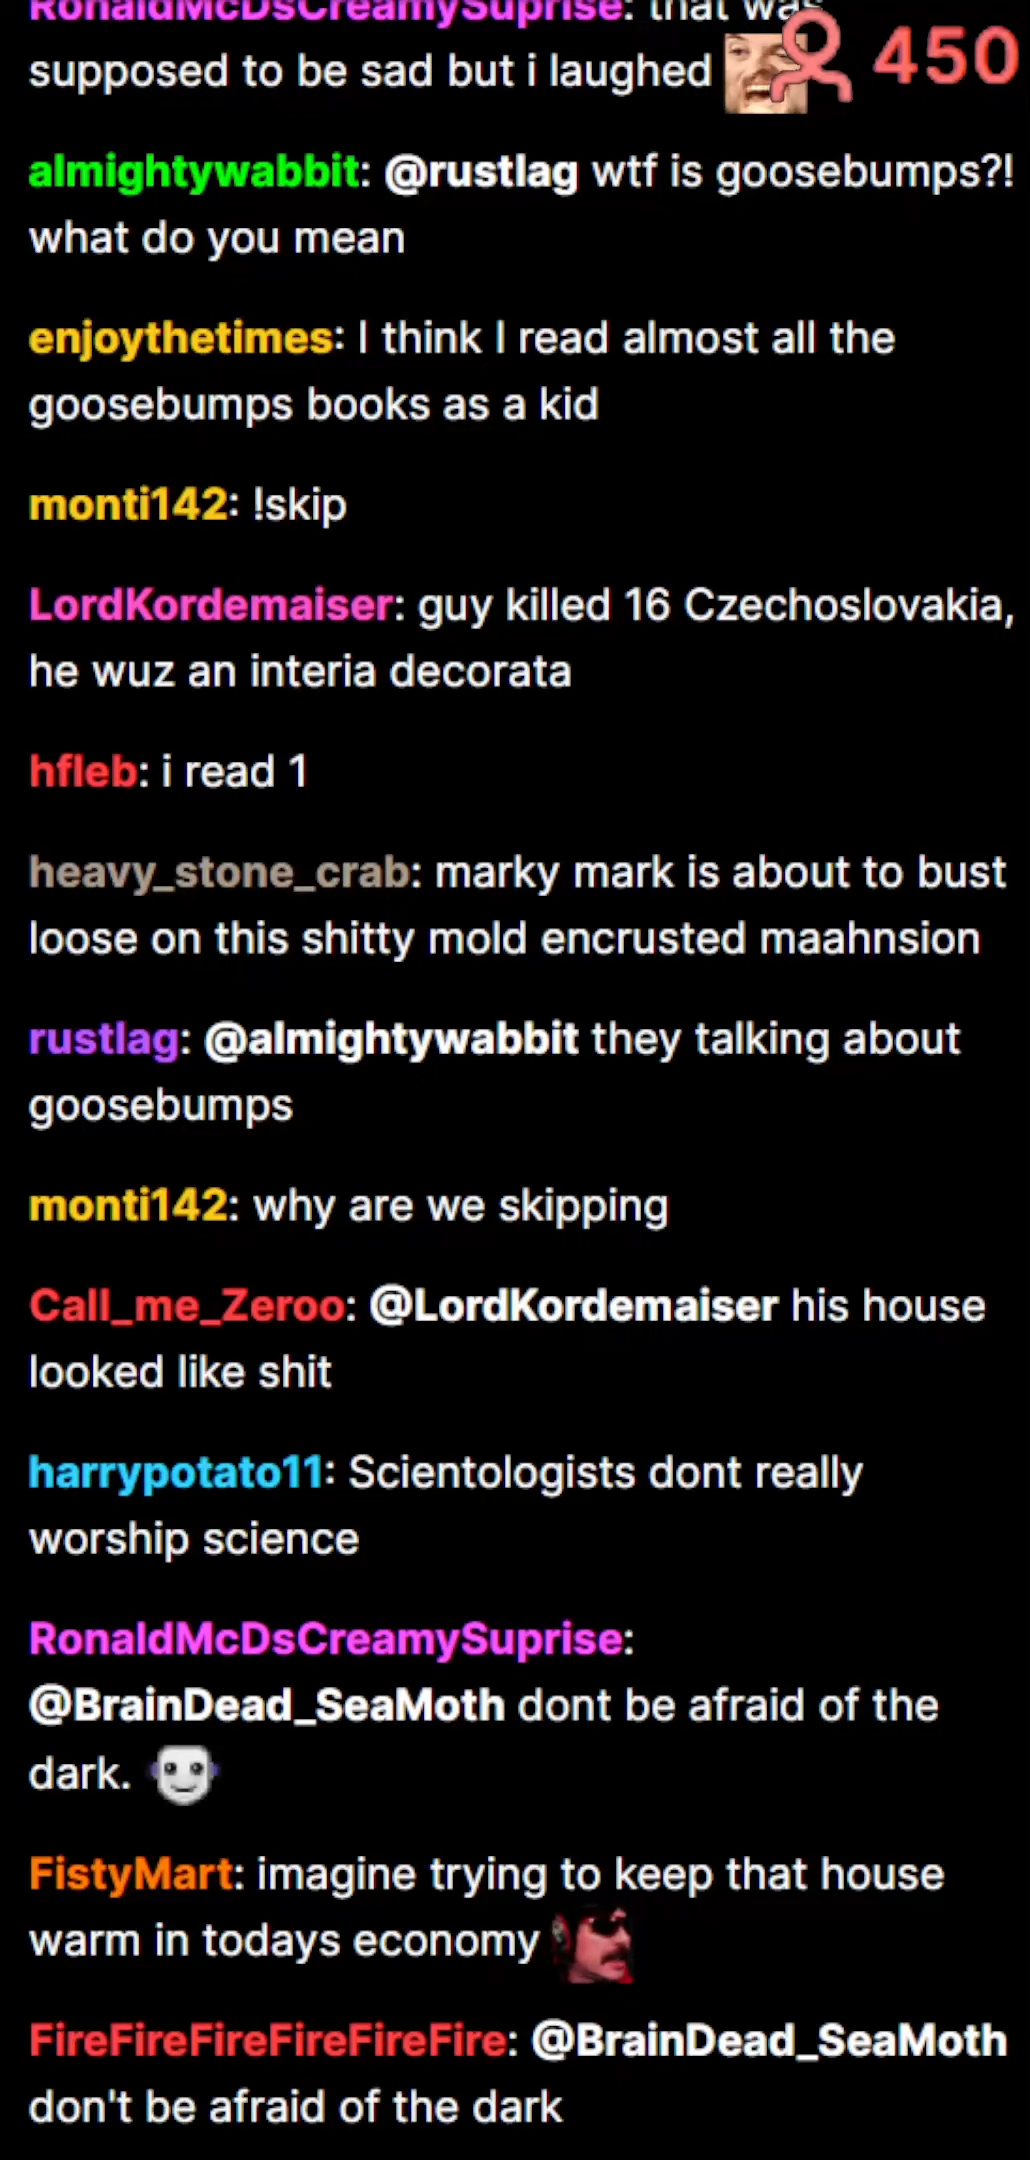 RonaldMcDsCreamySuprise: that was
supposed to be sad but i laughed 450
almightywabbit: @rustlag wtf is goosebumps?!
what do you mean
enjoythetimes: I think I read almost all the
goosebumps books as a kid
monti142: !skip
LordKordemaiser: guy killed 16 Czechoslovakia,
he wuz an interia decorata
hfleb: i read 1
heavy_stone_crab: marky mark is about to bust
loose on this shitty mold encrusted maahnsion
rustlag: @almightywabbit they talking about
goosebumps
monti142: why are we skipping
Call_me_Zeroo: @LordKordemaiser his house
looked like shit
harrypotato11: Scientologists dont really
worship science
RonaldMcDsCreamySuprise:
@BrainDead_SeaMoth dont be afraid of the
dark.
FistyMart: imagine trying to keep that house
warm in todays economy
FireFireFireFireFireFire: @BrainDead_SeaMoth
don't be afraid of the dark